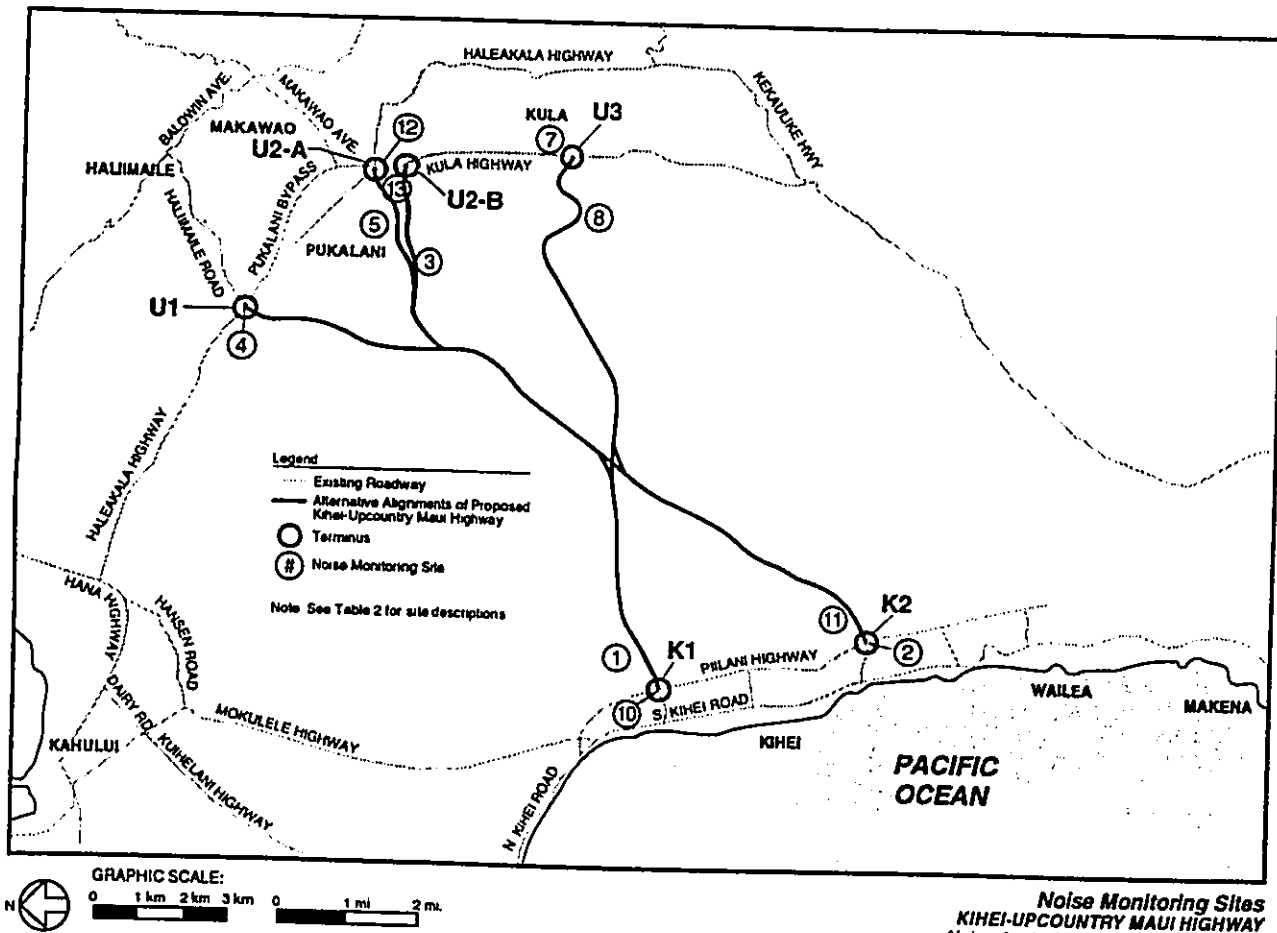 HALEAKALA HIGHWAY
KEKAULIKE HWY
BALDWIN AVE.
MAKAWAO AVE
MAKAWAO
KULA
U3
12
7
U2-A
HALIIMAILE
KULA HIGHWAY
13
U2-B
PUKALANI BYPASS
HALIIMAILE ROAD
5
8
PUKALANI
3
U1
4
HALEAKALA HIGHWAY
Legend
Existing Roadway
Alternative Alignments of Proposed
Kihei-Upcountry Maui Highway
Terminus
# Noise Monitoring Site
Note See Table 2 for site descriptions
HANA HIGHWAY
HANSEN ROAD
DAIRY RD.
KUIHELANI HIGHWAY
KAHULUI
MOKULELE HIGHWAY
1
K1
10
PIILANI HIGHWAY
S KIHEI ROAD
11
K2
2
KIHEI
WAILEA
MAKENA
N KIHEI ROAD
PACIFIC
OCEAN
N
GRAPHIC SCALE:
0 1 km 2 km 3 km
0 1 mi 2 mi.
Noise Monitoring Sites
KIHEI-UPCOUNTRY MAUI HIGHWAY